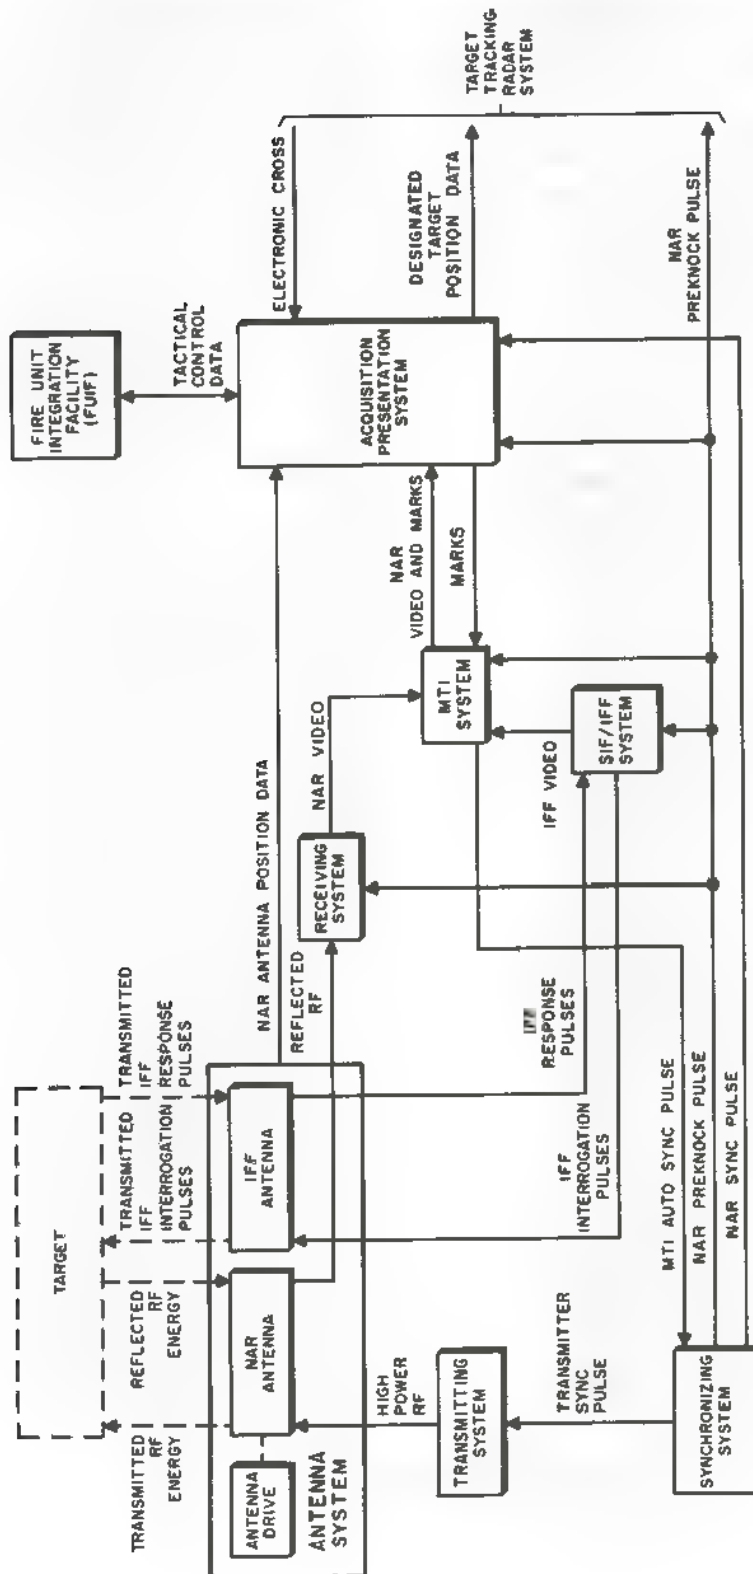 TARGET
TRANSMITTED
RF
ENERGY
REFLECTED
RF
ENERGY
TRANSMITTED
IFF
INTERROGATION
PULSES
TRANSMITTED
IFF
RESPONSE
PULSES
ANTENNA
DRIVE
NAR
ANTENNA
IFF
ANTENNA
ANTENNA
SYSTEM
NAR ANTENNA POSITION DATA
REFLECTED
RF
HIGH
POWER
RF
TRANSMITTING
SYSTEM
TRANSMITTER
SYNC
PULSE
SYNCHRONIZING
SYSTEM
IFF
INTERROGATION
PULSES
IFF
RESPONSE
PULSES
MTI AUTO SYNC PULSE
NAR PREKNOCK PULSE
NAR SYNC PULSE
RECEIVING
SYSTEM
NAR VIDEO
IFF VIDEO
MTI
SYSTEM
SIF/IFF
SYSTEM
NAR
VIDEO AND MARKS
MARKS
FIRE UNIT
INTEGRATION
FACILITY
(FUIF)
TACTICAL
CONTROL
DATA
ACQUISITION
PRESENTATION
SYSTEM
ELECTRONIC CROSS
DESIGNATED
TARGET
POSITION DATA
NAR
PREKNOCK PULSE
TARGET
TRACKING
RADAR
SYSTEM